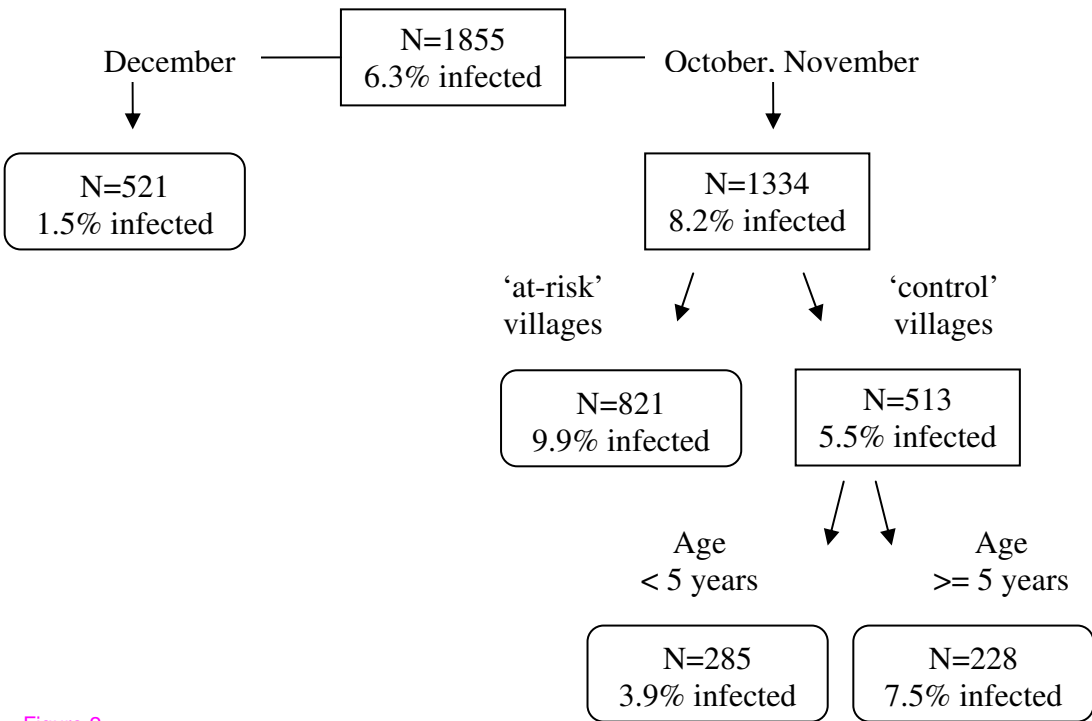 N=1855
6.3% infected
December
October, November
N=521
1.5% infected
N=1334
8.2% infected
‘at-risk’
villages
‘control’
villages
N=821
9.9% infected
N=513
5.5% infected
Age
< 5 years
Age
>= 5 years
N=285
3.9% infected
N=228
7.5% infected